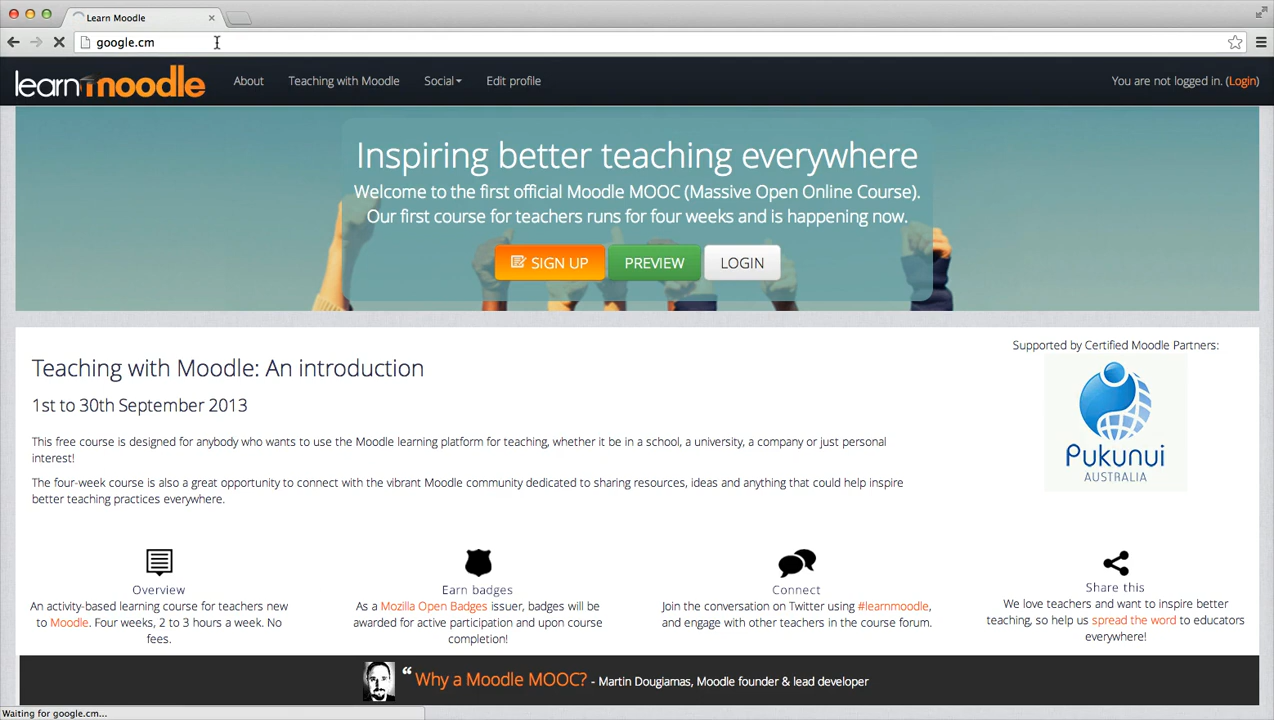 Learn Moodle
google.cm
learnmoodle
About
Teaching with Moodle
Social
Edit profile
You are not logged in. (Login)
Inspiring better teaching everywhere
Welcome to the first official Moodle MOOC (Massive Open Online Course).
Our first course for teachers runs for four weeks and is happening now.
SIGN UP
PREVIEW
LOGIN
Teaching with Moodle: An introduction
1st to 30th September 2013
This free course is designed for anybody who wants to use the Moodle learning platform for teaching, whether it be in a school, a university, a company or just personal
interest!
The four-week course is also a great opportunity to connect with the vibrant Moodle community dedicated to sharing resources, ideas and anything that could help inspire
better teaching practices everywhere.
Supported by Certified Moodle Partners:
Pukunui
AUSTRALIA
Overview
An activity-based learning course for teachers new
to Moodle. Four weeks, 2 to 3 hours a week. No
fees.
Earn badges
As a Mozilla Open Badges issuer, badges will be
awarded for active participation and upon course
completion!
Connect
Join the conversation on Twitter using #learnmoodle,
and engage with other teachers in the course forum.
Share this
We love teachers and want to inspire better
teaching, so help us spread the word to educators
everywhere!
“ Why a Moodle MOOC? - Martin Dougiamas, Moodle founder & lead developer
Waiting for google.cm...